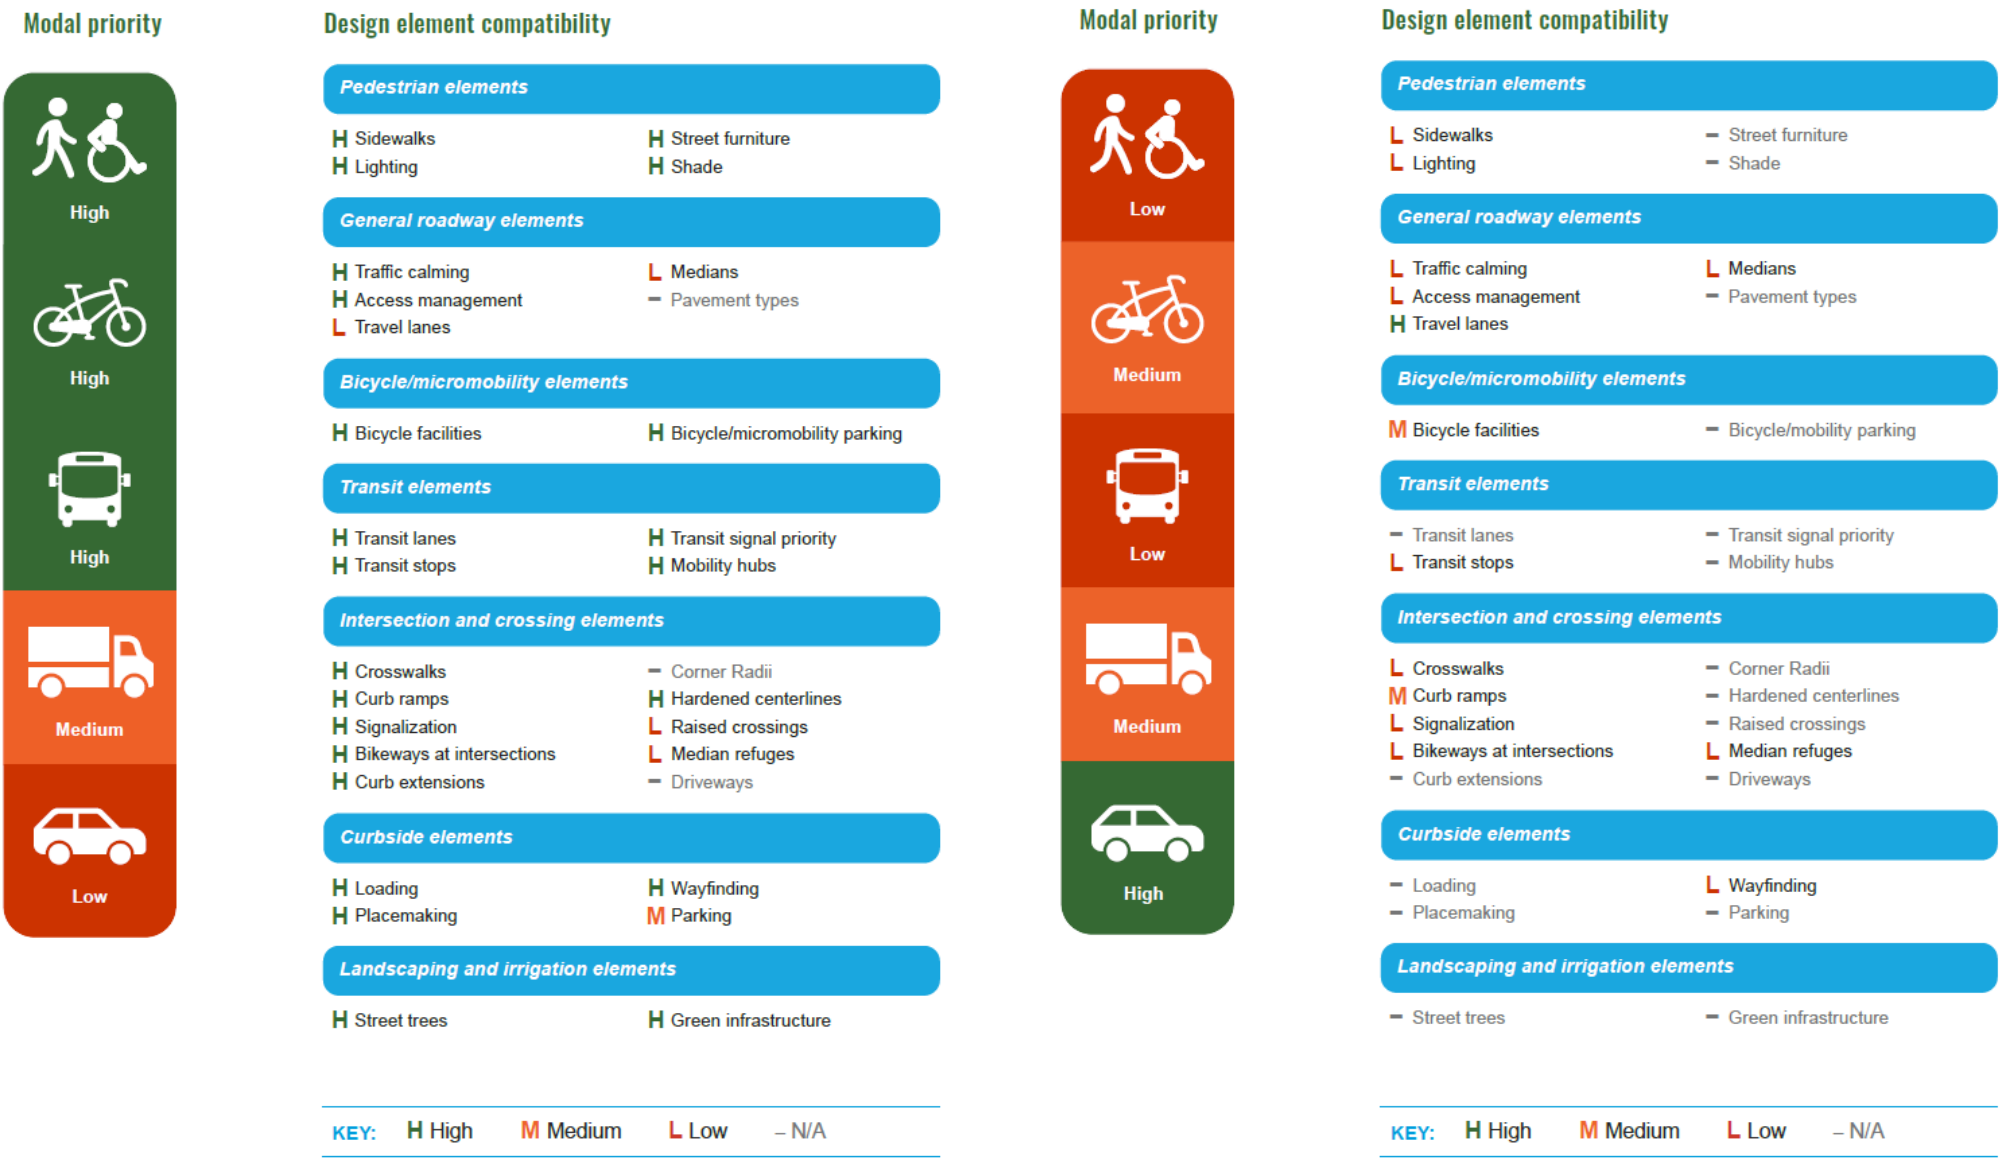 Modal priority
High
High
High
Medium
Low
Design element compatibility
Pedestrian elements
H Sidewalks
H Lighting
H Street furniture
H Shade
General roadway elements
H Traffic calming
H Access management
L Travel lanes
L Medians
– Pavement types
Bicycle/micromobility elements
H Bicycle facilities
H Bicycle/micromobility parking
Transit elements
H Transit lanes
H Transit stops
H Transit signal priority
H Mobility hubs
Intersection and crossing elements
H Crosswalks
H Curb ramps
H Signalization
H Bikeways at intersections
H Curb extensions
– Corner Radii
H Hardened centerlines
L Raised crossings
L Median refuges
– Driveways
Curbside elements
H Loading
H Placemaking
H Wayfinding
M Parking
Landscaping and irrigation elements
H Street trees
H Green infrastructure
KEY: H High M Medium L Low – N/A
Modal priority
Low
Medium
Low
Medium
High
Design element compatibility
Pedestrian elements
L Sidewalks
L Lighting
– Street furniture
– Shade
General roadway elements
L Traffic calming
L Access management
H Travel lanes
L Medians
– Pavement types
Bicycle/micromobility elements
M Bicycle facilities
– Bicycle/mobility parking
Transit elements
– Transit lanes
L Transit stops
– Transit signal priority
– Mobility hubs
Intersection and crossing elements
L Crosswalks
M Curb ramps
L Signalization
L Bikeways at intersections
– Curb extensions
– Corner Radii
– Hardened centerlines
– Raised crossings
L Median refuges
– Driveways
Curbside elements
– Loading
– Placemaking
L Wayfinding
– Parking
Landscaping and irrigation elements
– Street trees
– Green infrastructure
KEY: H High M Medium L Low – N/A